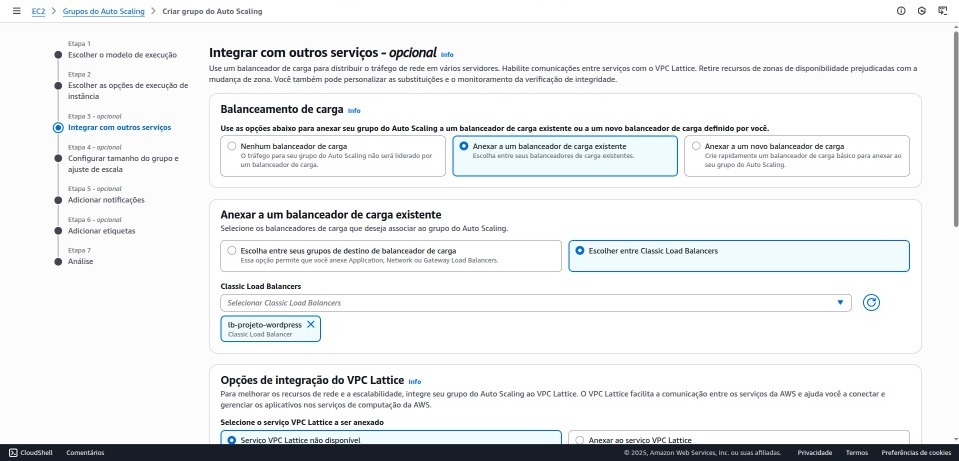 EC2 > Grupos do Auto Scaling > Criar grupo do Auto Scaling
Etapa 1
Escolher o modelo de execução
Etapa 2
Escolher as opções de execução de
instância
Etapa 3 - opcional
Integrar com outros serviços
Etapa 4 - opcional
Configurar tamanho do grupo e
ajuste de escala
Etapa 5 - opcional
Adicionar notificações
Etapa 6 - opcional
Adicionar etiquetas
Etapa 7
Análise
Integrar com outros serviços - opcional Info
Use um balanceador de carga para distribuir o tráfego de rede em vários servidores. Habilite comunicações entre serviços com o VPC Lattice. Retire recursos de zonas de disponibilidade prejudicadas com a
mudança de zona. Você também pode personalizar as substituições e o monitoramento da verificação de integridade.
Balanceamento de carga Info
Use as opções abaixo para anexar seu grupo do Auto Scaling a um balanceador de carga existente ou a um novo balanceador de carga definido por você.
Nenhum balanceador de carga
O tráfego para seu grupo do Auto Scaling não será liderado por
um balanceador de carga.
Anexar a um balanceador de carga existente
Escolha entre seus balanceadores de carga existentes.
Anexar a um novo balanceador de carga
Crie rapidamente um balanceador de carga básico para anexar ao
seu grupo do Auto Scaling.
Anexar a um balanceador de carga existente
Selecione os balanceadores de carga que deseja associar ao grupo do Auto Scaling.
Escolha entre seus grupos de destino de balanceador de carga
Essa opção permite que você anexe Application, Network ou Gateway Load Balancers.
Escolher entre Classic Load Balancers
Classic Load Balancers
Selecionar Classic Load Balancers
lb-projeto-wordpress
Classic Load Balancer
Opções de integração do VPC Lattice Info
Para melhorar os recursos de rede e a escalabilidade, integre seu grupo do Auto Scaling ao VPC Lattice. O VPC Lattice facilita a comunicação entre os serviços da AWS e ajuda você a conectar e
gerenciar os aplicativos nos serviços de computação da AWS.
Selecione o serviço VPC Lattice a ser anexado
Serviço VPC Lattice não disponível
Anexar ao serviço VPC Lattice
CloudShell Comentários © 2025, Amazon Web Services, Inc. ou suas afiliadas. Privacidade Termos Preferências de cookies